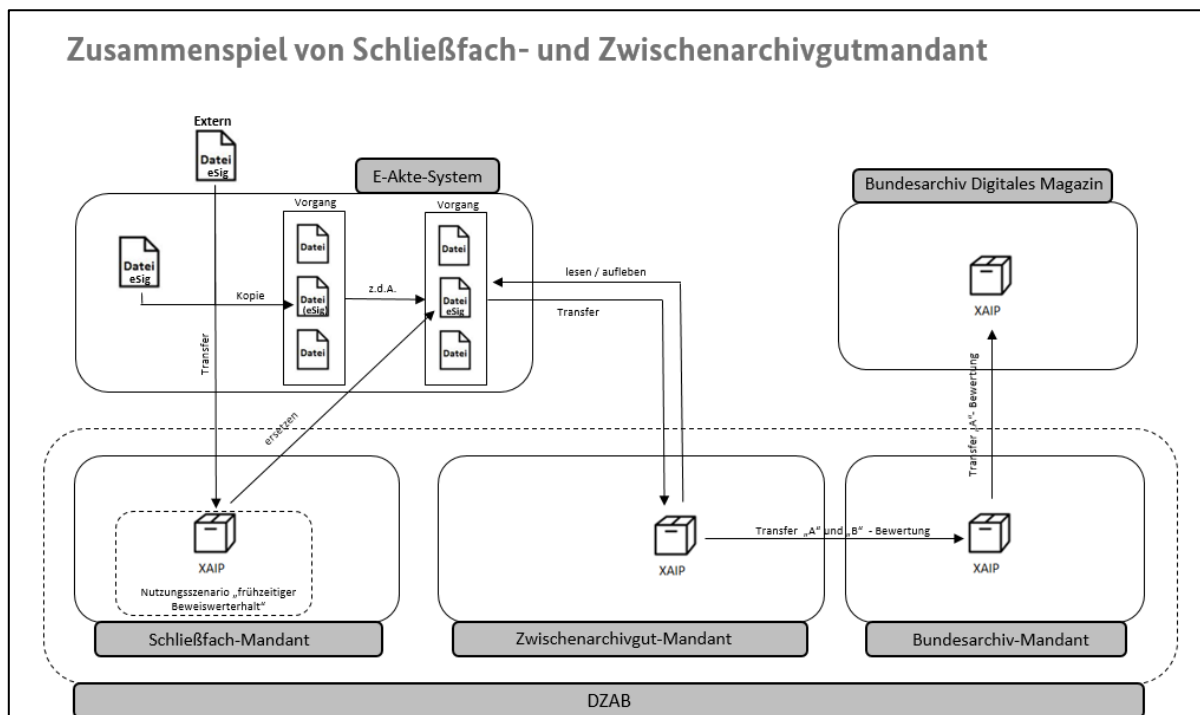 Zusammenspiel von Schließfach- und Zwischenarchivgutmandant
Extern
Datei
eSig
E-Akte-System
Vorgang
Datei
Datei
(eSig)
Datei
Vorgang
Datei
Datei
eSig
Datei
Datei
eSig
Kopie
z.d.A.
Transfer
ersetzen
lesen / aufleben
Transfer
Bundesarchiv Digitales Magazin
XAIP
Transfer „A“- Bewertung
XAIP
Nutzungsszenario „frühzeitiger
Beweiswerterhalt“
Schließfach-Mandant
XAIP
Zwischenarchivgut-Mandant
Transfer „A“ und „B“ - Bewertung
XAIP
Bundesarchiv-Mandant
DZAB